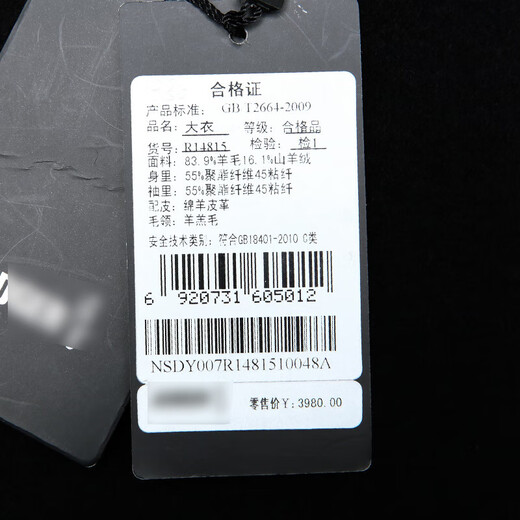 合格证
产品标准: GB T2664-2009
品名: 大衣 等级: 合格品
货号: R14815 检验: 检1
面料: 83.9%羊毛16.1%山羊绒
身里: 55%聚酯纤维45粘纤
袖里: 55%聚酯纤维45粘纤
配皮: 绵羊皮革
毛领: 羊羔毛
安全技术类别: 符合GB18401-2010 C类
6 920731 605012
NSDY007R1481510048A
零售价￥: 3980.00